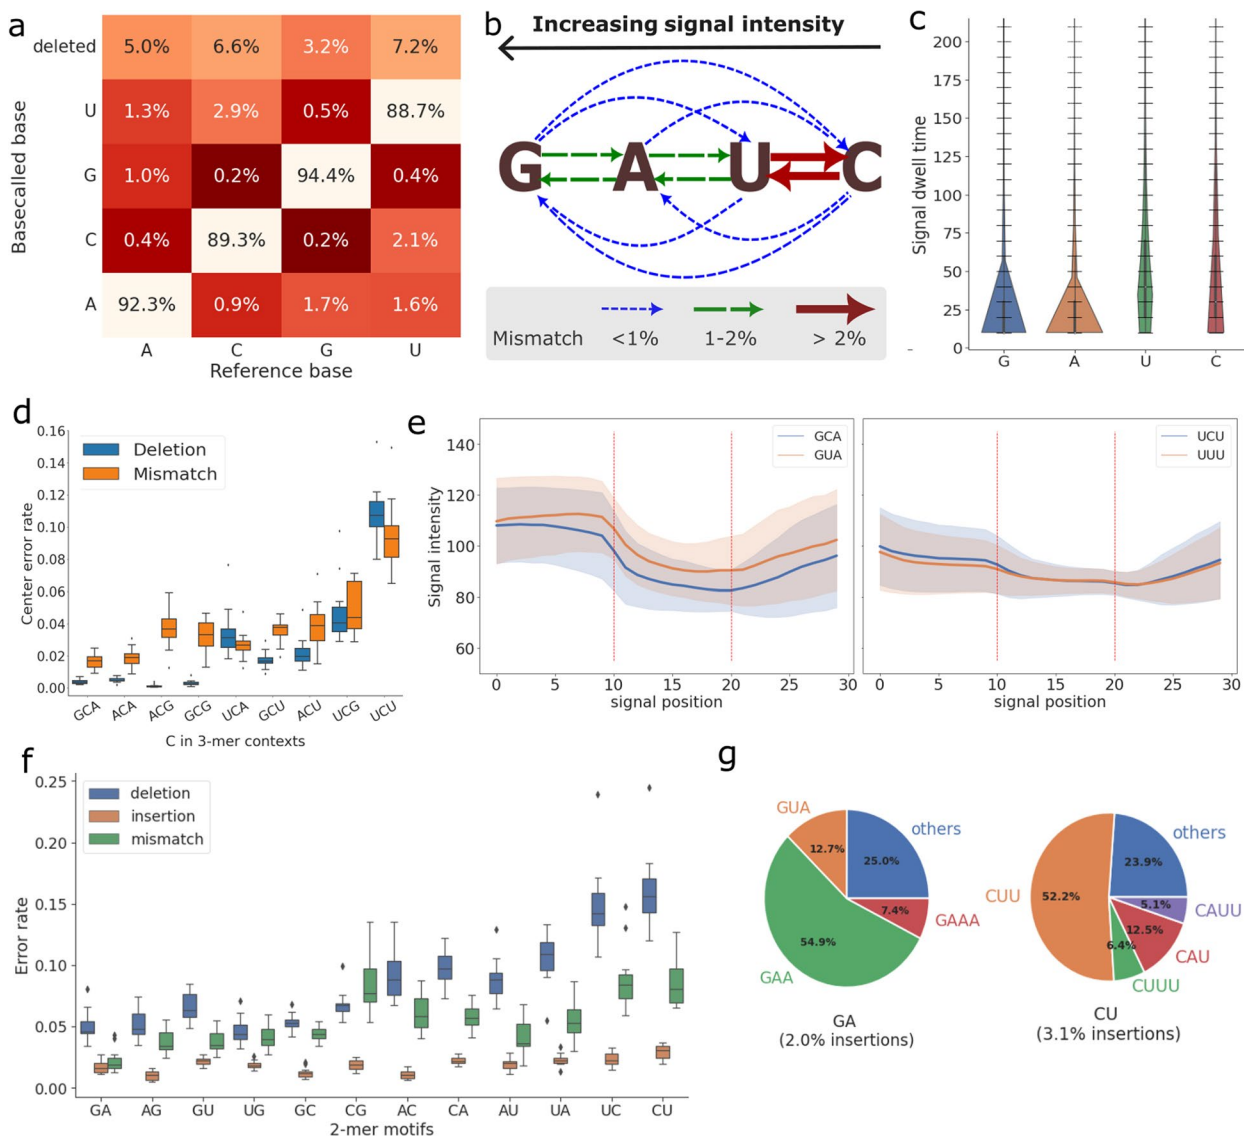 a
deleted 5.0% 6.6% 3.2% 7.2%
U 1.3% 2.9% 0.5% 88.7%
G 1.0% 0.2% 94.4% 0.4%
C 0.4% 89.3% 0.2% 2.1%
A 92.3% 0.9% 1.7% 1.6%
A C G U
Reference base
Basecalled base
b
Increasing signal intensity
G A U C
Mismatch <1% 1-2% > 2%
c
Signal dwell time
200
175
150
125
100
75
50
25
0
G A U C
d
Center error rate
0.16
0.14
0.12
0.10
0.08
0.06
0.04
0.02
0.00
Deletion
Mismatch
GCA ACA ACG GCG UCA GCU ACU UCG UCU
C in 3-mer contexts
e
Signal intensity
140
120
100
80
60
GCA
GUA
0 5 10 15 20 25 30
signal position
UCU
UUU
0 5 10 15 20 25 30
signal position
f
Error rate
0.25
0.20
0.15
0.10
0.05
0.00
deletion
insertion
mismatch
GA AG GU UG GC CG AC CA AU UA UC CU
2-mer motifs
g
GUA
12.7%
others
25.0%
7.4%
GAAA
54.9%
GAA
GA
(2.0% insertions)
others
23.9%
CUU
52.2%
5.1%
CAUU
12.5%
CAU
6.4%
CUUU
CU
(3.1% insertions)